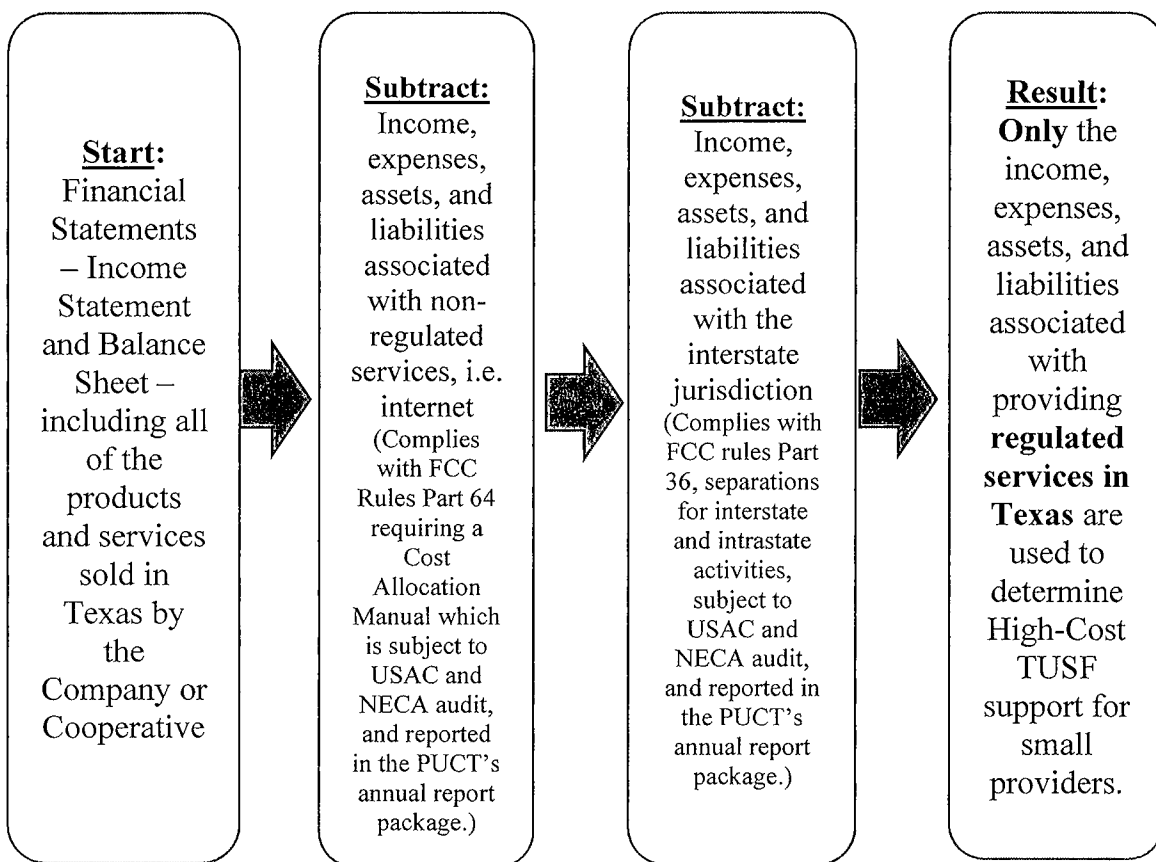 Start:
Financial
Statements
– Income
Statement
and Balance
Sheet –
including all
of the
products
and services
sold in
Texas by
the
Company or
Cooperative
Subtract:
Income,
expenses,
assets, and
liabilities
associated
with non-
regulated
services, i.e.
internet
(Complies
with FCC
Rules Part 64
requiring a
Cost
Allocation
Manual which
is subject to
USAC and
NECA audit,
and reported
in the PUCT's
annual report
package.)
Subtract:
Income,
expenses,
assets, and
liabilities
associated
with the
interstate
jurisdiction
(Complies with
FCC rules Part
36, separations
for interstate
and intrastate
activities,
subject to
USAC and
NECA audit,
and reported in
the PUCT's
annual report
package.)
Result:
Only the
income,
expenses,
assets, and
liabilities
associated
with
providing
regulated
services in
Texas are
used to
determine
High-Cost
TUSF
support for
small
providers.